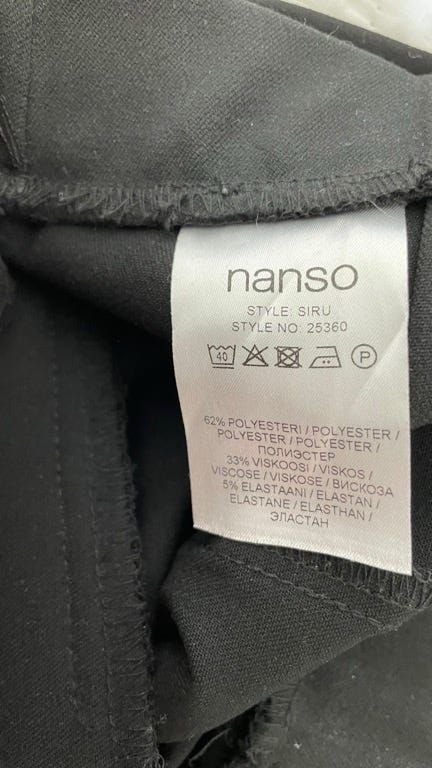 nanso
STYLE: SIRU
STYLE NO: 25360
40 P
62% POLYESTERI / POLYESTER /
POLYESTER / POLYESTER /
ПОЛИЭСТЕР
33% VISKOOSI / VISKOS /
VISCOSE / VISKOSE / ВИСКОЗА
5% ELASTAANI / ELASTAN /
ELASTANE / ELASTHAN /
ЭЛАСТАН